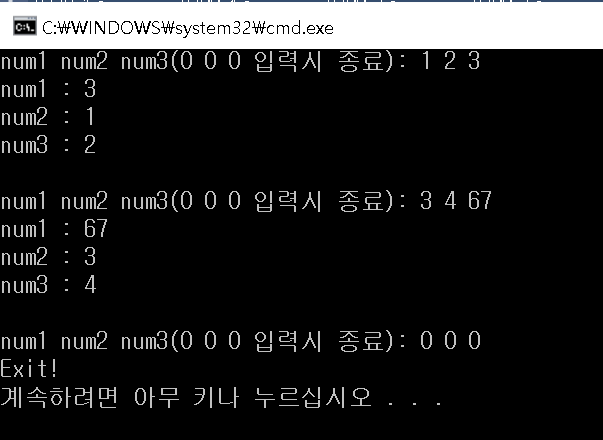 C:₩WINDOWS₩system32₩cmd.exe
num1 num2 num3(0 0 0 입력시 종료): 1 2 3
num1 : 3
num2 : 1
num3 : 2
num1 num2 num3(0 0 0 입력시 종료): 3 4 67
num1 : 67
num2 : 3
num3 : 4
num1 num2 num3(0 0 0 입력시 종료): 0 0 0
Exit!
계속하려면 아무 키나 누르십시오 . . .